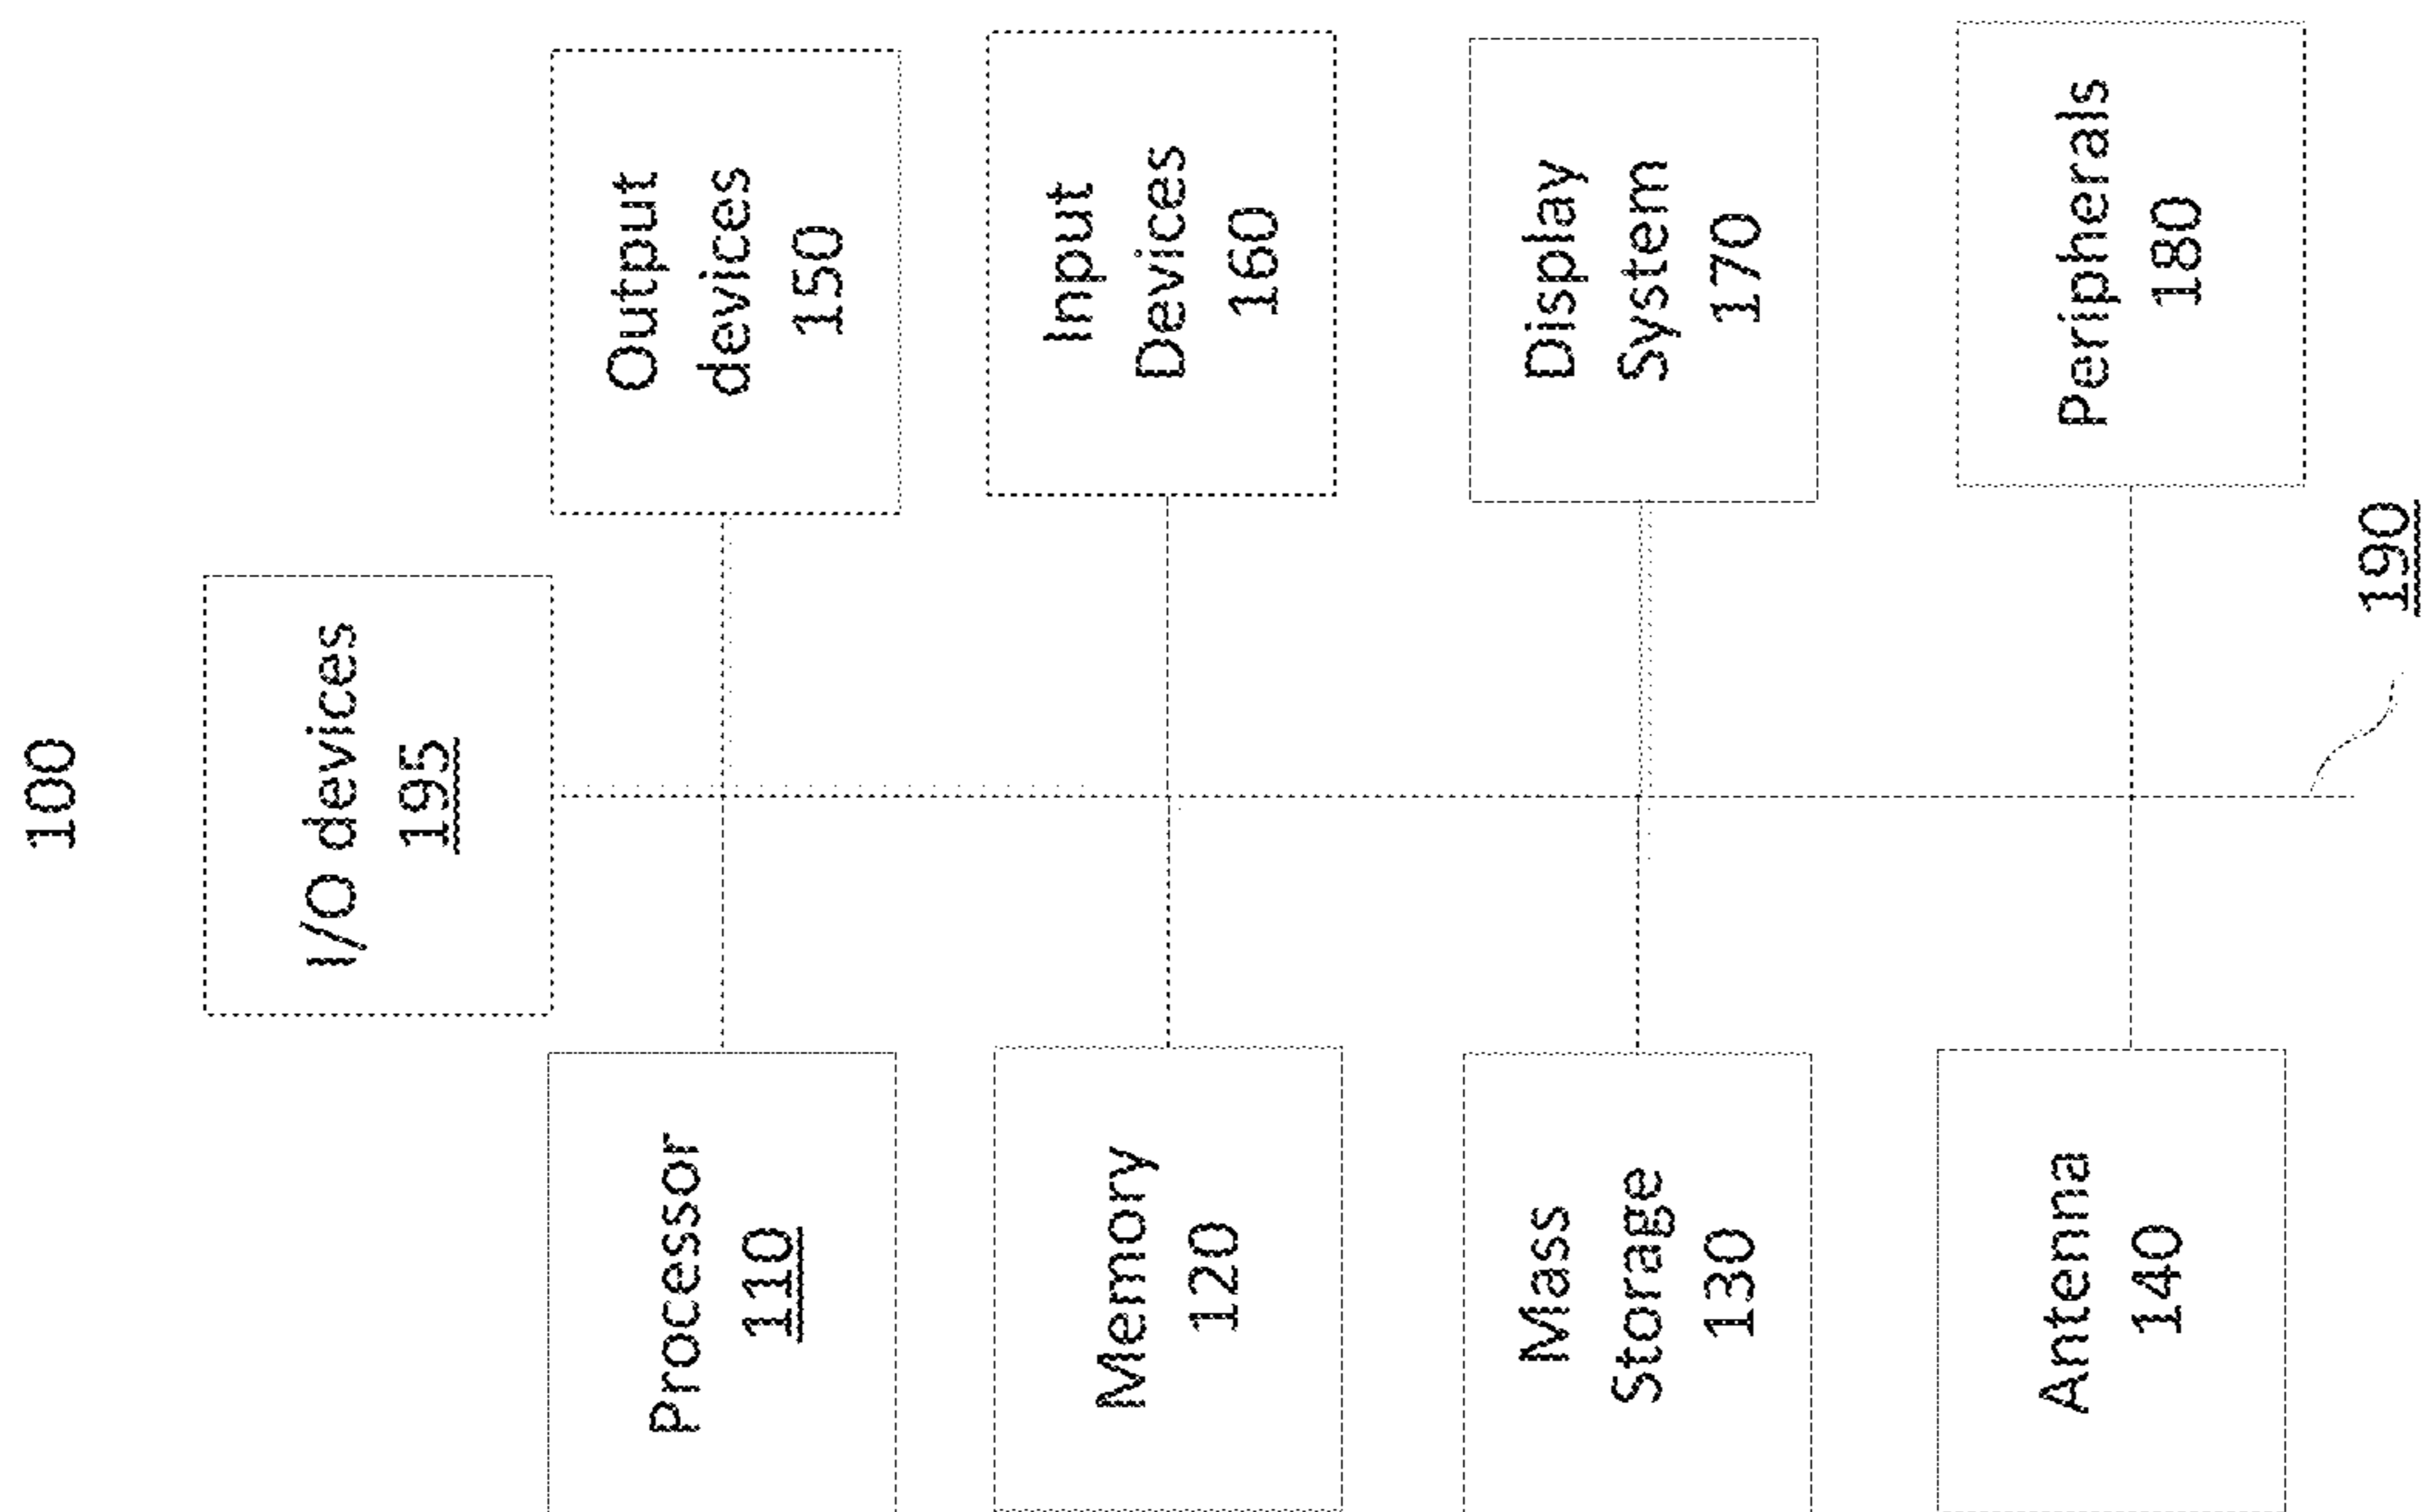 100
I/O devices
195
Processor
110
Output
devices
150
Memory
120
Input
Devices
160
Mass
Storage
130
Display
System
170
Antenna
140
Peripherals
180
190